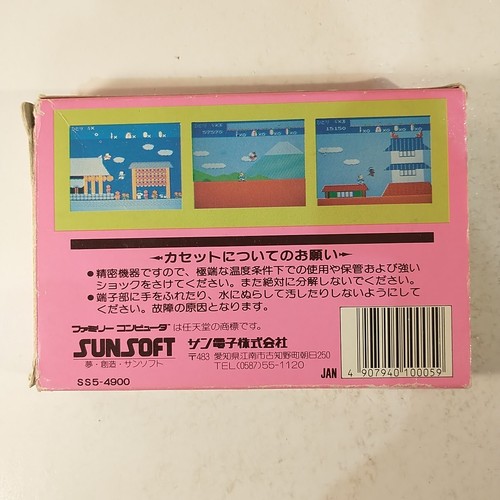 カセットについてのお願い
●精密機器ですので、極端な温度条件下での使用や保管および強い
ショックをさけてください。また絶対に分解しないでください。
●端子部に手をふれたり、水にぬらして汚したりしないようにして
ください。故障の原因となります。
ファミリーコンピュータは任天堂の商標です。
SUNSOFT
夢・創造・サンソフト
サン電子株式会社
〒483 愛知県江南市古知野町朝日250
TEL(0587)55-1120
SS5-4900
JAN
4 907940 100059